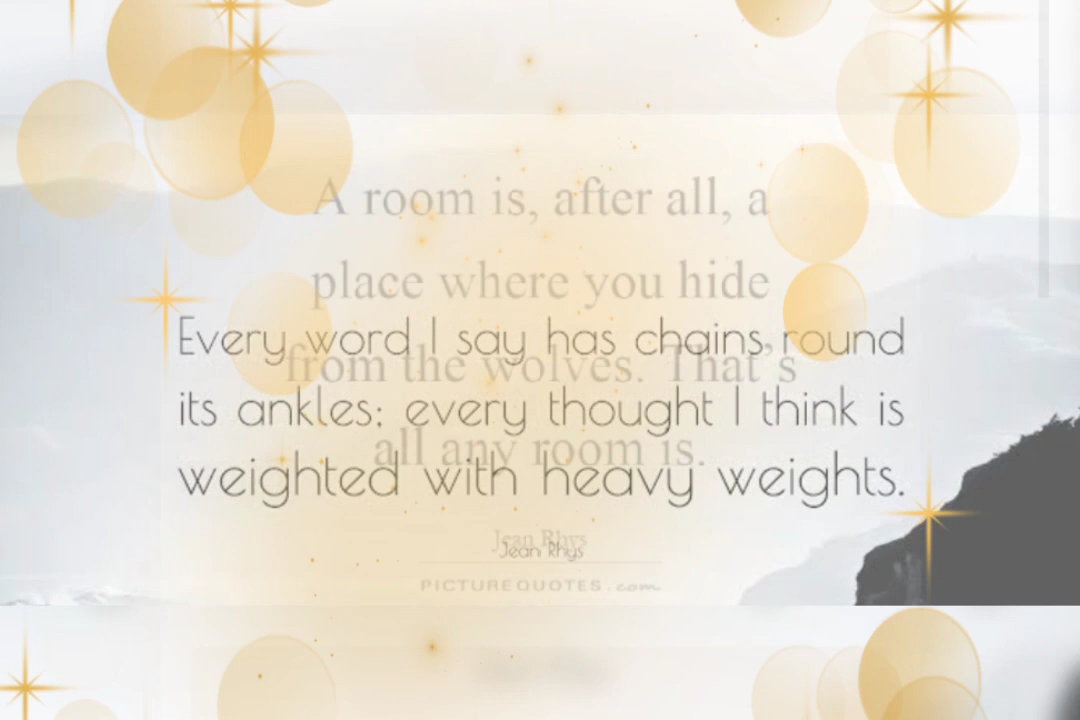 A room is, after all, a
place where you hide
Every word I say has chains round
from the wolves. That's
its ankles; every thought I think is
all any room is.
weighted with heavy weights.
Jean Rhys
Jean Rhys
PICTUREQUOTES.com